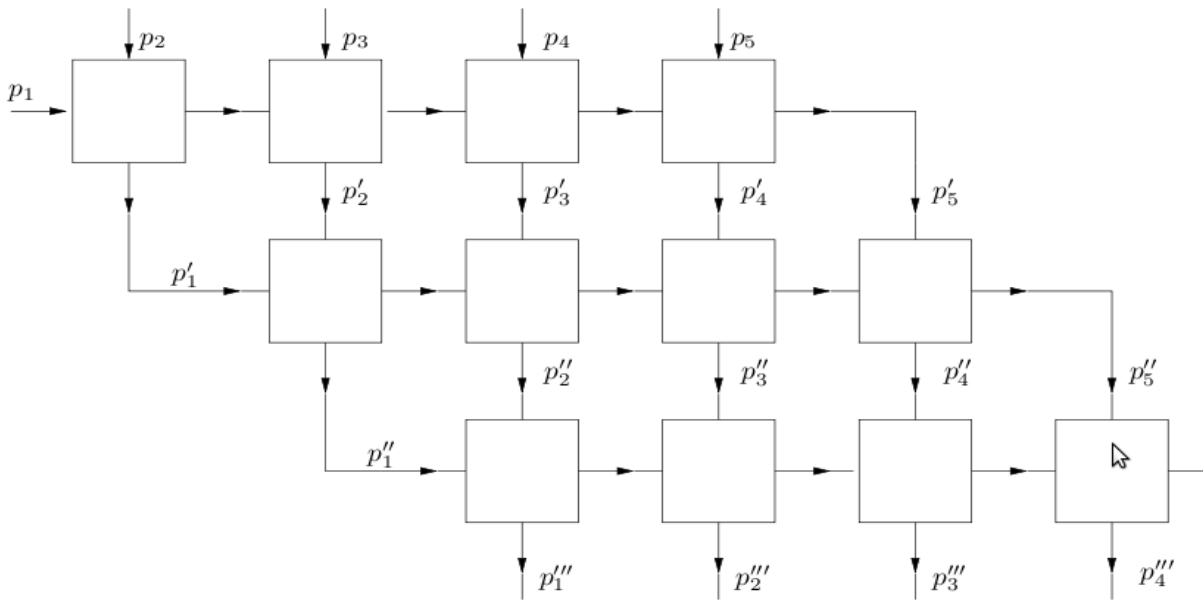 p₂ p₃ p₄ p₅
p₁
p′₂ p′₃ p′₄ p′₅
p′₁
p″₂ p″₃ p″₄ p″₅
p″₁
p‴₁ p‴₂ p‴₃ p‴₄